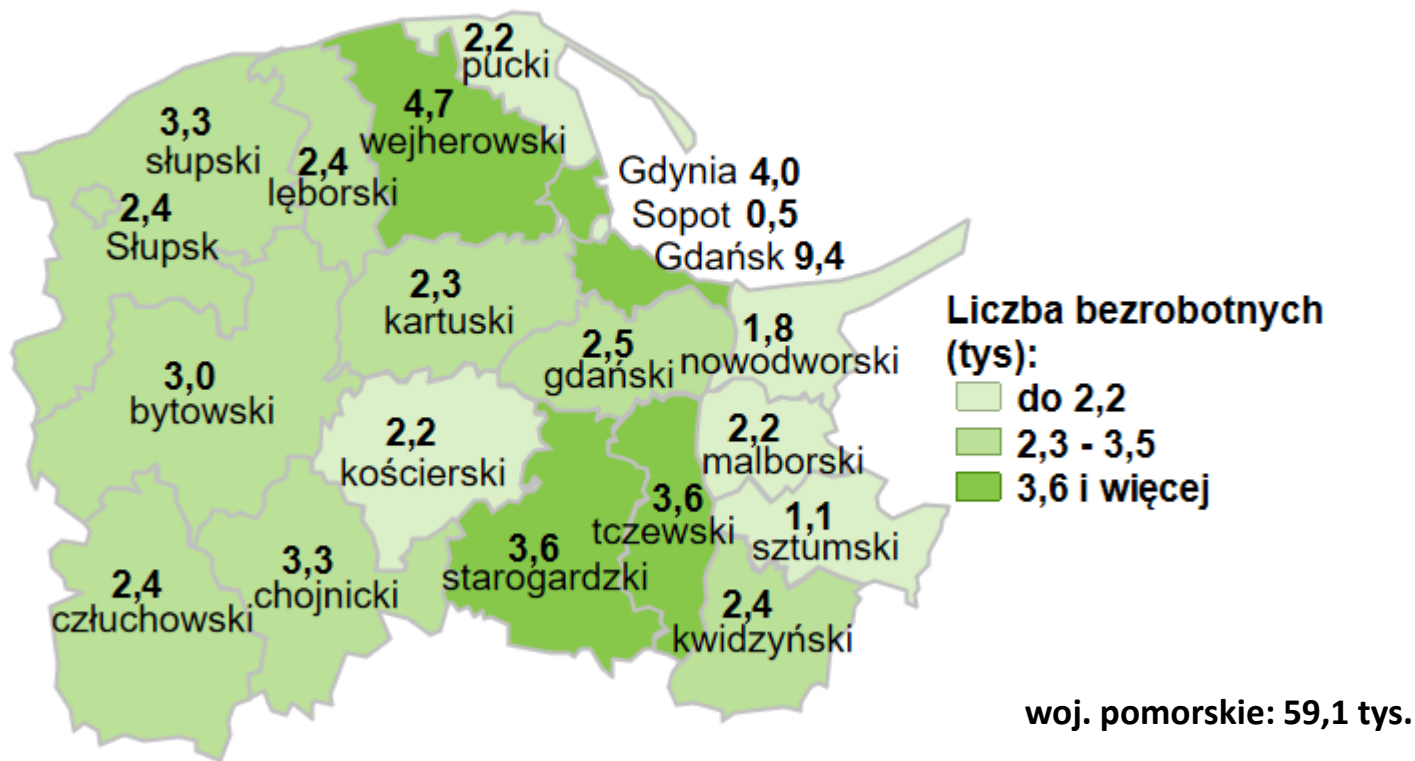 2,2
pucki
4,7
wejherowski
3,3
słupski
2,4
lęborski
Gdynia 4,0
Sopot 0,5
Gdańsk 9,4
2,4
Słupsk
2,3
kartuski
2,5
gdański
1,8
nowodworski
Liczba bezrobotnych
(tys):
do 2,2
2,3 - 3,5
3,6 i więcej
3,0
bytowski
2,2
kościerski
2,2
malborski
3,6
tczewski
1,1
sztumski
3,6
starogardzki
3,3
chojnicki
2,4
człuchowski
2,4
kwidzyński
woj. pomorskie: 59,1 tys.